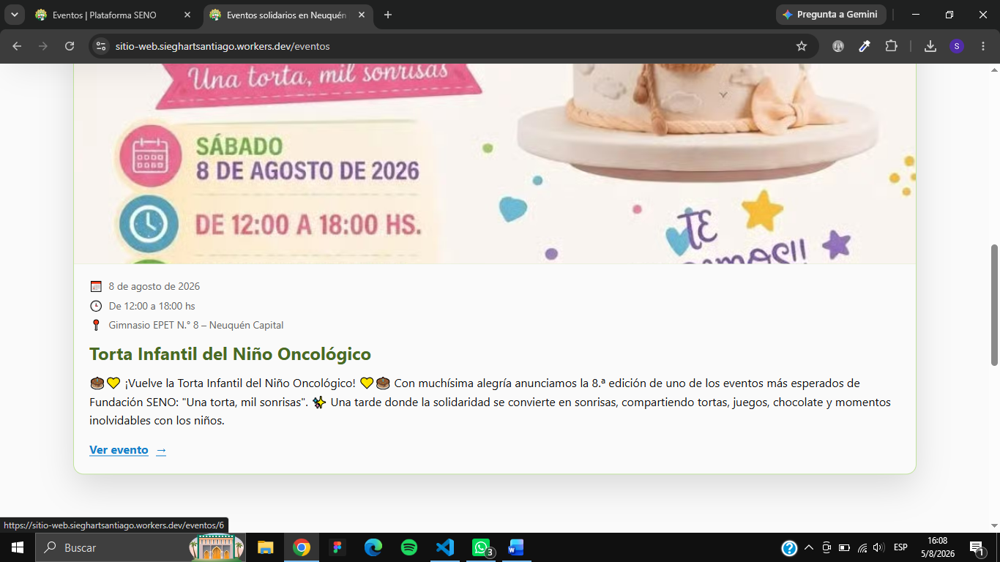 Eventos | Plataforma SENO
Eventos solidarios en Neuquén
Pregunta a Gemini
sitio-web.sieghartsantiago.workers.dev/eventos
S
Una torta, mil sonrisas
SÁBADO
8 DE AGOSTO DE 2026
DE 12:00 A 18:00 HS.
TE
8 de agosto de 2026
De 12:00 a 18:00 hs
Gimnasio EPET N.° 8 – Neuquén Capital
Torta Infantil del Niño Oncológico
🎂💛 ¡Vuelve la Torta Infantil del Niño Oncológico! 💛🎂 Con muchísima alegría anunciamos la 8.ª edición de uno de los eventos más esperados de
Fundación SENO: "Una torta, mil sonrisas". ✨ Una tarde donde la solidaridad se convierte en sonrisas, compartiendo tortas, juegos, chocolate y momentos
inolvidables con los niños.
Ver evento →
https://sitio-web.sieghartsantiago.workers.dev/eventos/6
Buscar
3
ESP
16:08
5/8/2026
1